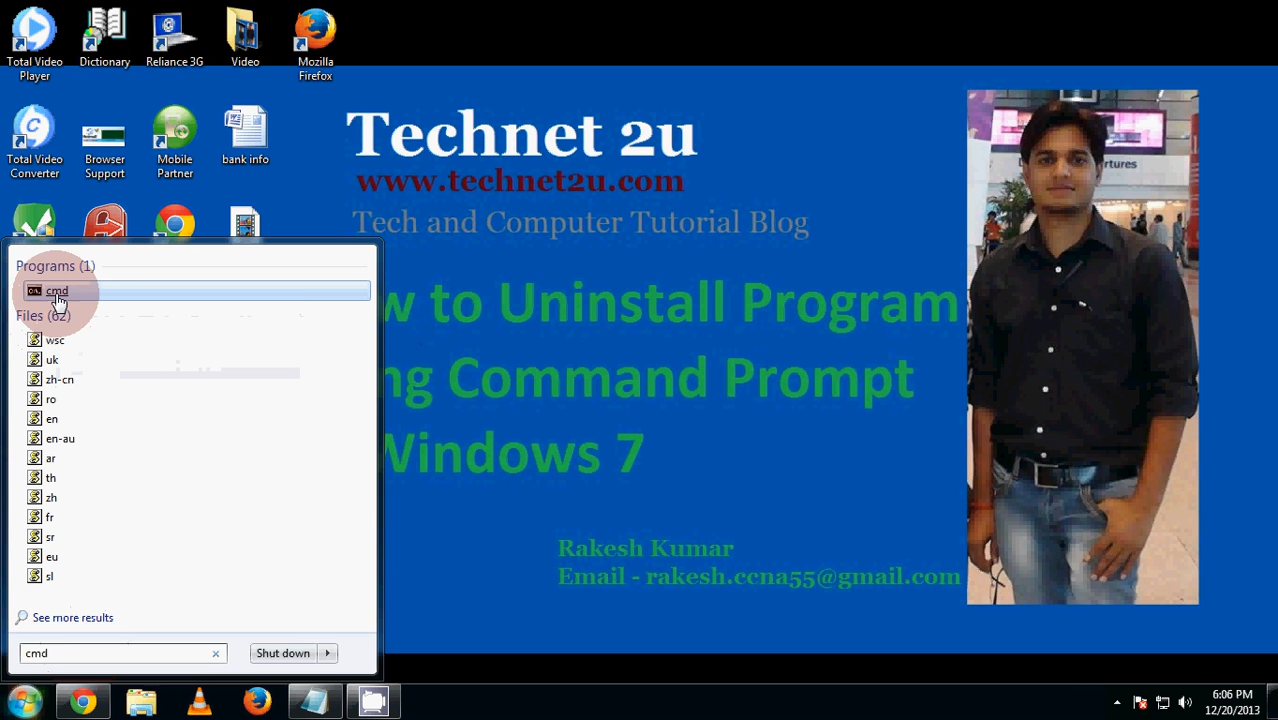 Total Video Player
Dictionary
Reliance 3G
Video
Mozilla Firefox
Total Video Converter
Browser Support
Mobile Partner
bank info
Technet 2u
www.technet2u.com
Tech and Computer Tutorial Blog
w to Uninstall Program
ng Command Prompt
Windows 7
Rakesh Kumar
Email - rakesh.ccna55@gmail.com
rtures
Programs (1)
cmd
Files (62)
wsc
uk
zh-cn
ro
en
en-au
ar
th
zh
fr
sr
eu
sl
See more results
cmd
Shut down
6:06 PM
12/20/2013